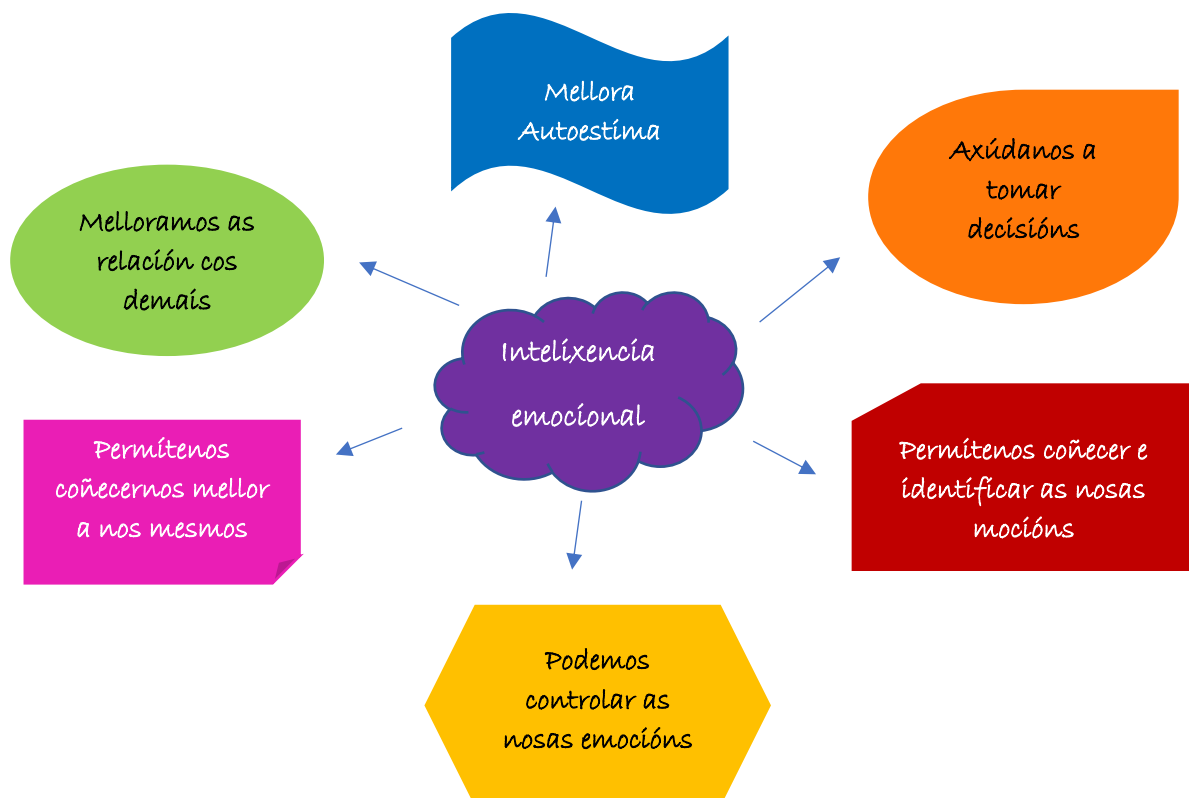 Mellora
Autoestima
Axúdanos a
tomar
decisións
Melloramos as
relación cos
demais
Intelixencia
emocional
Permítenos
coñecernos mellor
a nos mesmos
Permítenos coñecer e
identificar as nosas
mocións
Podemos
controlar as
nosas emocións